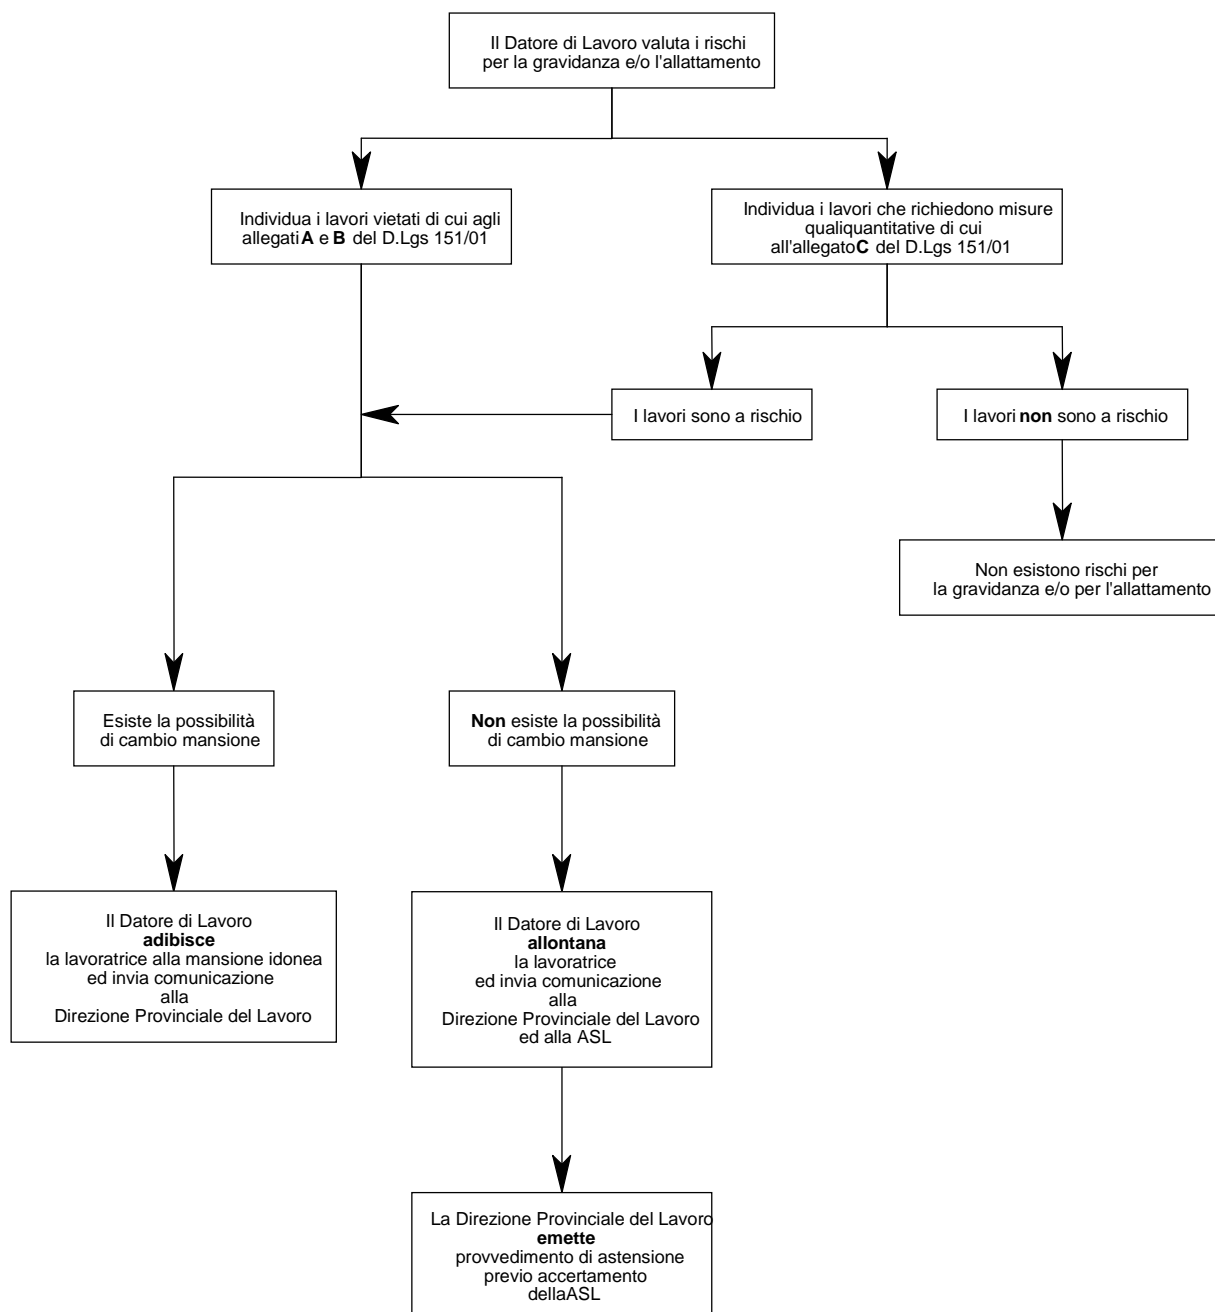 Il Datore di Lavoro valuta i rischi
per la gravidanza e/o l'allattamento
Individua i lavori vietati di cui agli
allegati A e B del D.Lgs 151/01
Individua i lavori che richiedono misure
qualiquantitative di cui
all'allegato C del D.Lgs 151/01
I lavori sono a rischio
I lavori non sono a rischio
Non esistono rischi per
la gravidanza e/o per l'allattamento
Esiste la possibilità
di cambio mansione
Non esiste la possibilità
di cambio mansione
Il Datore di Lavoro
adibisce
la lavoratrice alla mansione idonea
ed invia comunicazione
alla
Direzione Provinciale del Lavoro
Il Datore di Lavoro
allontana
la lavoratrice
ed invia comunicazione
alla
Direzione Provinciale del Lavoro
ed alla ASL
La Direzione Provinciale del Lavoro
emette
provvedimento di astensione
previo accertamento
dellaASL